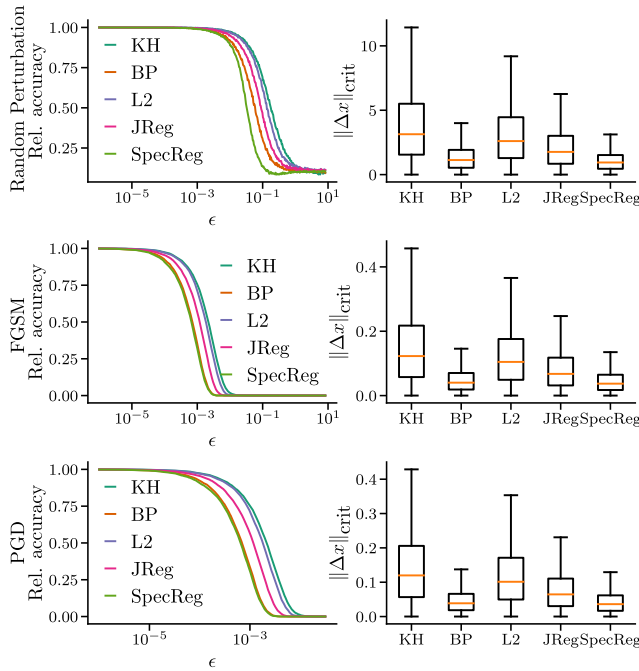 Random Perturbation
Rel. accuracy
1.00
0.75
0.50
0.25
KH
BP
L2
JReg
SpecReg
10⁻⁵ 10⁻³ 10⁻¹ 10¹
ϵ
‖Δx‖crit
10
5
0
KH BP L2 JReg SpecReg
FGSM
Rel. accuracy
1.00
0.75
0.50
0.25
0.00
KH
BP
L2
JReg
SpecReg
10⁻⁵ 10⁻³ 10⁻¹ 10¹
ϵ
‖Δx‖crit
0.4
0.2
0.0
KH BP L2 JReg SpecReg
PGD
Rel. accuracy
1.00
0.75
0.50
0.25
0.00
KH
BP
L2
JReg
SpecReg
10⁻⁵ 10⁻³
ϵ
‖Δx‖crit
0.4
0.3
0.2
0.1
0.0
KH BP L2 JReg SpecReg